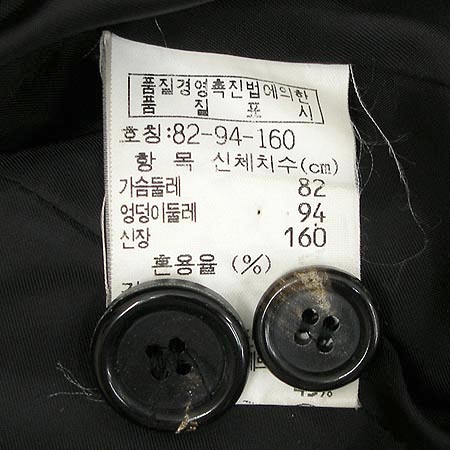 품질경영촉진법에의한
품 질 표 시
호칭:82-94-160
항 목 신체치수(cm)
가슴둘레 82
엉덩이둘레 94
신장 160
혼용율 (%)